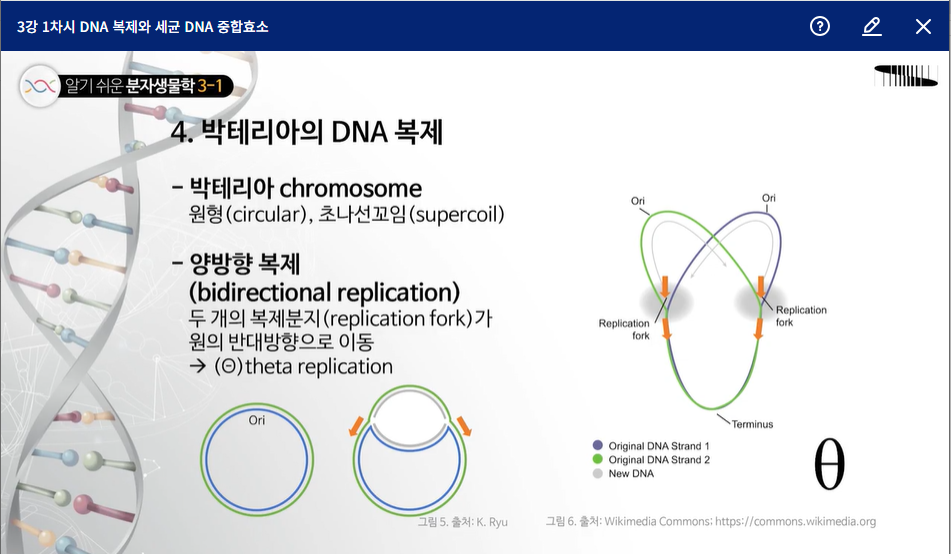 3강 1차시 DNA 복제와 세균 DNA 중합효소
알기 쉬운 분자생물학 3-1
4. 박테리아의 DNA 복제
- 박테리아 chromosome
원형(circular), 초나선꼬임(supercoil)
- 양방향 복제
(bidirectional replication)
두 개의 복제분지(replication fork)가
원의 반대방향으로 이동
→ (Θ)theta replication
Ori
그림 5. 출처: K. Ryu
Ori
Ori
Replication
fork
Replication
fork
Terminus
Original DNA Strand 1
Original DNA Strand 2
New DNA
θ
그림 6. 출처: Wikimedia Commons; https://commons.wikimedia.org